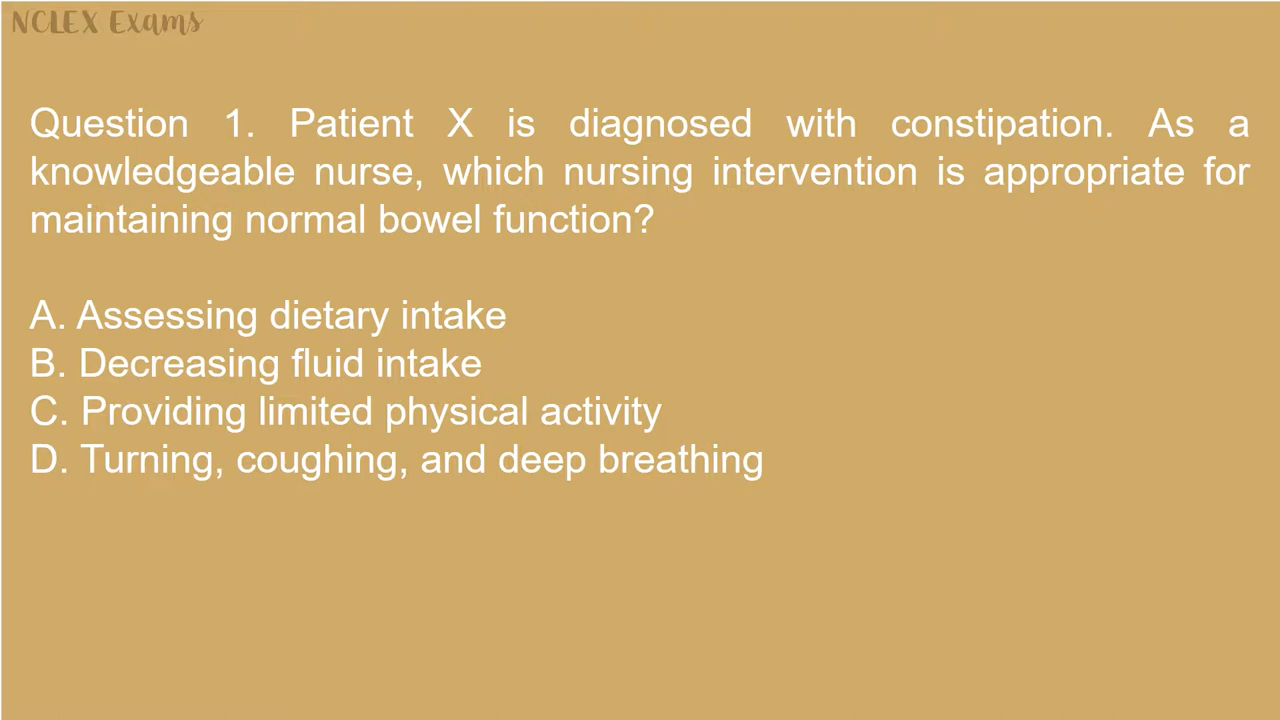 NCLEX Exams
Question 1. Patient X is diagnosed with constipation. As a
knowledgeable nurse, which nursing intervention is appropriate for
maintaining normal bowel function?
A. Assessing dietary intake
B. Decreasing fluid intake
C. Providing limited physical activity
D. Turning, coughing, and deep breathing